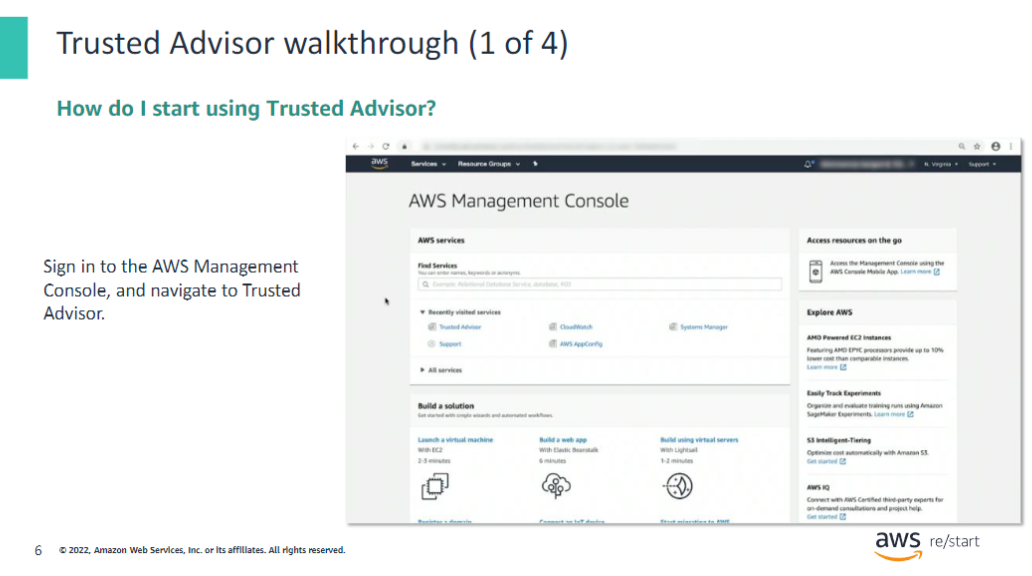 Trusted Advisor walkthrough (1 of 4)
How do I start using Trusted Advisor?
Sign in to the AWS Management
Console, and navigate to Trusted
Advisor.
aws
Services
Resource Groups
N. Virginia
Support
AWS Management Console
AWS services
Find Services
You can enter names, keywords or acronyms.
Example: Relational Database Service, database, RDS
Recently visited services
Trusted Advisor
CloudWatch
Systems Manager
Support
AWS AppConfig
All services
Build a solution
Get started with simple wizards and automated workflows.
Launch a virtual machine
With EC2
2-3 minutes
Build a web app
With Elastic Beanstalk
6 minutes
Build using virtual servers
With Lightsail
1-2 minutes
Register a domain
Connect an IoT device
Start migrating to AWS
Access resources on the go
Access the Management Console using the
AWS Console Mobile App. Learn more
Explore AWS
AMD Powered EC2 Instances
Featuring AMD EPYC processors provide up to 10%
lower cost than comparable instances.
Learn more
Easily Track Experiments
Organize and evaluate training runs using Amazon
SageMaker Experiments. Learn more
S3 Intelligent-Tiering
Optimize cost automatically with Amazon S3.
Get started
AWS IQ
Connect with AWS Certified third-party experts for
on-demand consultations and project help.
Get started
6
© 2022, Amazon Web Services, Inc. or its affiliates. All rights reserved.
aws re/start